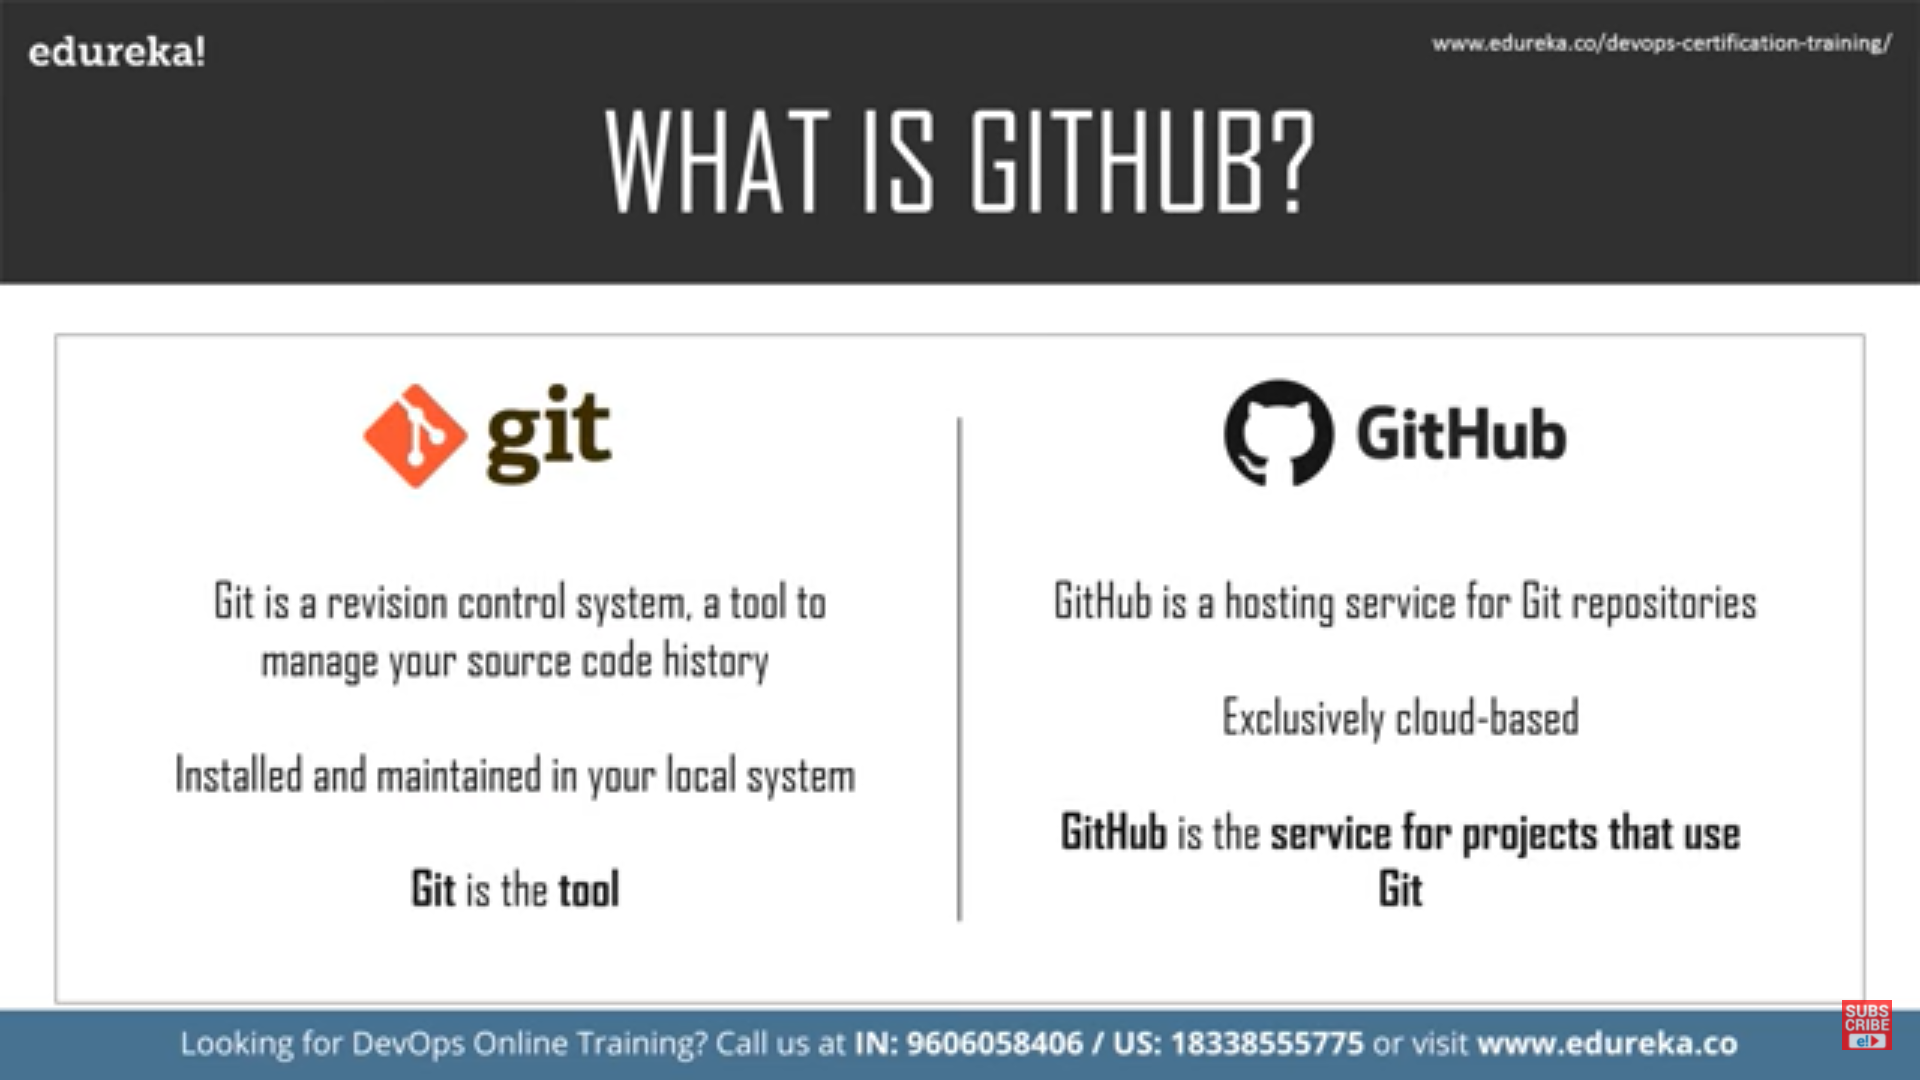 edureka!
www.edureka.co/devops-certification-training/
WHAT IS GITHUB?
git
Git is a revision control system, a tool to
manage your source code history
Installed and maintained in your local system
Git is the tool
GitHub
GitHub is a hosting service for Git repositories
Exclusively cloud-based
GitHub is the service for projects that use
Git
Looking for DevOps Online Training? Call us at IN: 9606058406 / US: 18338555775 or visit www.edureka.co
SUBS
CRIBE
e!